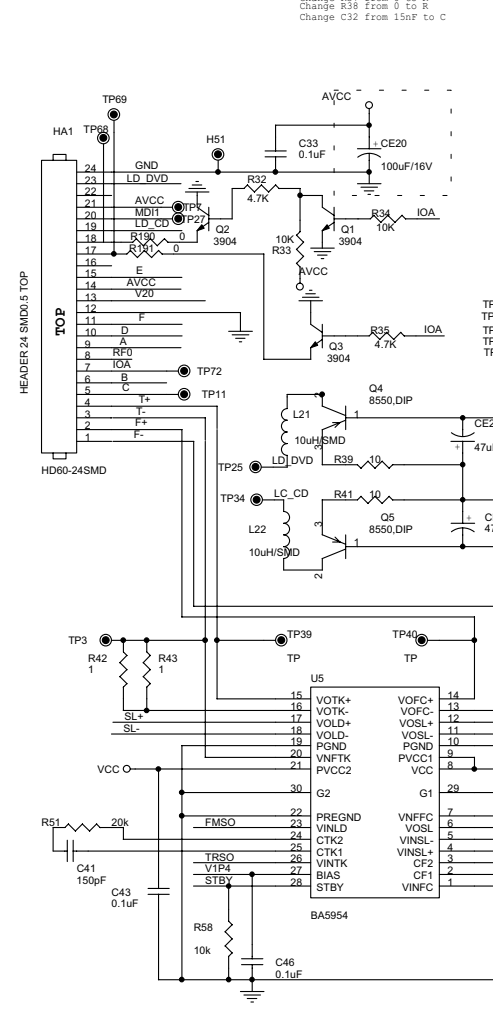 Change R38 from 0 to R
Change C32 from 15nF to C
AVCC
TP69
TP68
HA1
H51
C33
0.1uF
+
CE20
100uF/16V
24 GND
23 LD_DVD
22
21 AVCC TP7
20 MDI1 TP27
19 LD_CD
18 R190 0
17 R191 0
16
15 E
14 AVCC
13 V20
12
11 F
10 D
9 A
8 RF0
7 IOA TP72
6 B
5 C TP11
4 T+
3 T-
2 F+
1 F-
HEADER 24 SMD0.5 TOP
TOP
HD60-24SMD
R32
4.7K
Q2
3904
Q1
3904
R34
10K
IOA
10K
R33
AVCC
Q3
3904
R35
4.7K
IOA
Q4
8550,DIP
L21
10uH/SMD
2
3
1
TP25 LD_DVD
R39 10
+
TP34 LC_CD
R41 10
Q5
8550,DIP
L22
10uH/SMD
3
1
2
+
TP3
TP39
TP
TP40
TP
R42
1
R43
1
U5
15 VOTK+ VOFC+ 14
16 VOTK- VOFC- 13
SL+ 17 VOLD+ VOSL+ 12
SL- 18 VOLD- VOSL- 11
19 PGND PGND 10
20 VNFTK PVCC1 9
VCC 21 PVCC2 VCC 8
30 G2 G1 29
22 PREGND VNFFC 7
FMSO 23 VINLD VOSL 6
24 CTK2 VINSL- 5
25 CTK1 VINSL+ 4
TRSO 26 VINTK CF2 3
V1P4 27 BIAS CF1 2
STBY 28 STBY VINFC 1
BA5954
R51 20k
C41
150pF
C43
0.1uF
R58
10k
C46
0.1uF